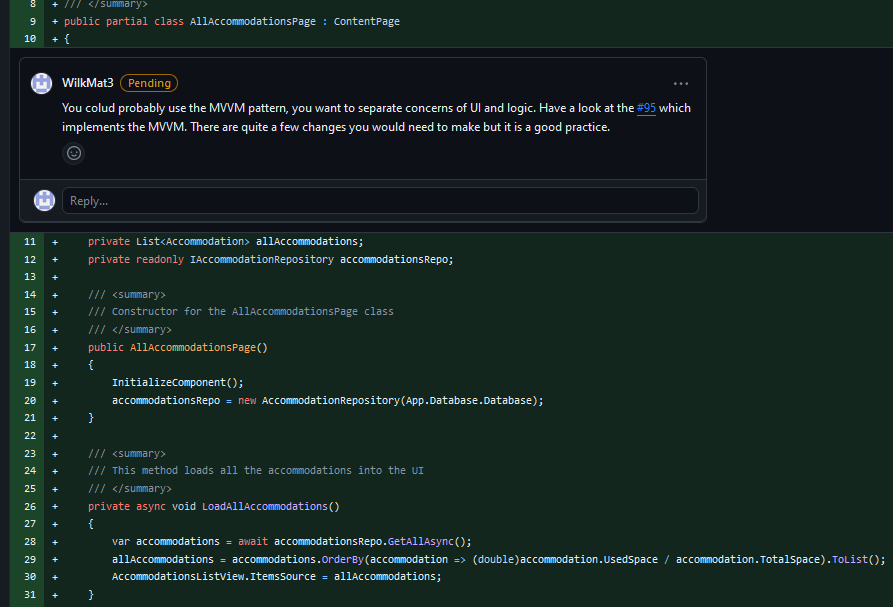 8 + /// </summary>
9 + public partial class AllAccommodationsPage : ContentPage
10 + {
WilkMat3 Pending
You colud probably use the MVVM pattern, you want to separate concerns of UI and logic. Have a look at the #95 which
implements the MVVM. There are quite a few changes you would need to make but it is a good practice.
Reply...
11 + private List<Accommodation> allAccommodations;
12 + private readonly IAccommodationRepository accommodationsRepo;
13 +
14 + /// <summary>
15 + /// Constructor for the AllAccommodationsPage class
16 + /// </summary>
17 + public AllAccommodationsPage()
18 + {
19 + InitializeComponent();
20 + accommodationsRepo = new AccommodationRepository(App.Database.Database);
21 + }
22 +
23 + /// <summary>
24 + /// This method loads all the accommodations into the UI
25 + /// </summary>
26 + private async void LoadAllAccommodations()
27 + {
28 + var accommodations = await accommodationsRepo.GetAllAsync();
29 + allAccommodations = accommodations.OrderBy(accommodation => (double)accommodation.UsedSpace / accommodation.TotalSpace).ToList();
30 + AccommodationsListView.ItemsSource = allAccommodations;
31 + }